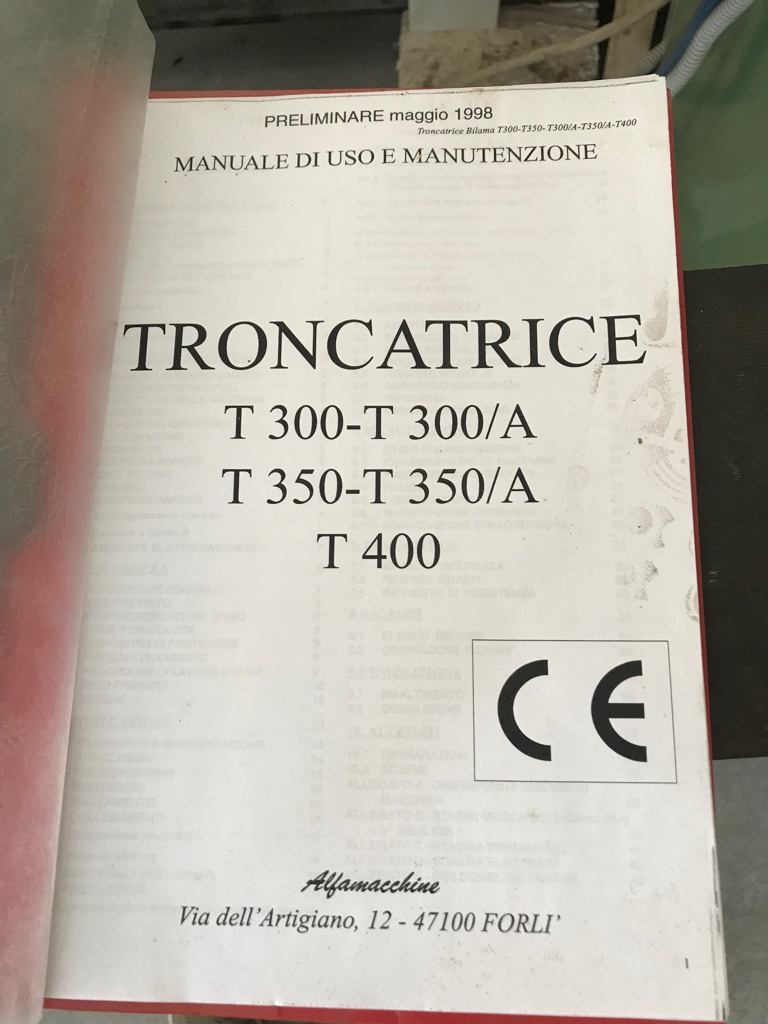 PRELIMINARE maggio 1998
Troncatrice Bilama T300-T350- T300/A-T350/A-T400
MANUALE DI USO E MANUTENZIONE
TRONCATRICE
T 300-T 300/A
T 350-T 350/A
T 400
CE
Alfamacchine
Via dell'Artigiano, 12 - 47100 FORLI'
1